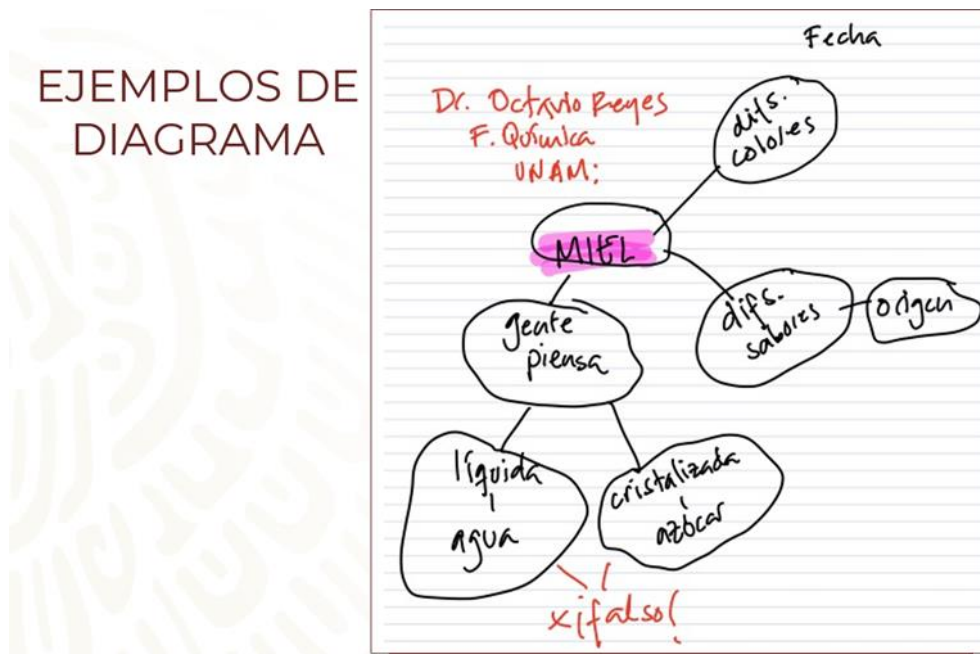 EJEMPLOS DE
DIAGRAMA
Fecha
Dr. Octavio Reyes
F. Química
UNAM:
difs.
colores
MIEL
difs.
sabores
origen
gente
piensa
líquida
agua
cristalizada
azúcar
x ¡falso!